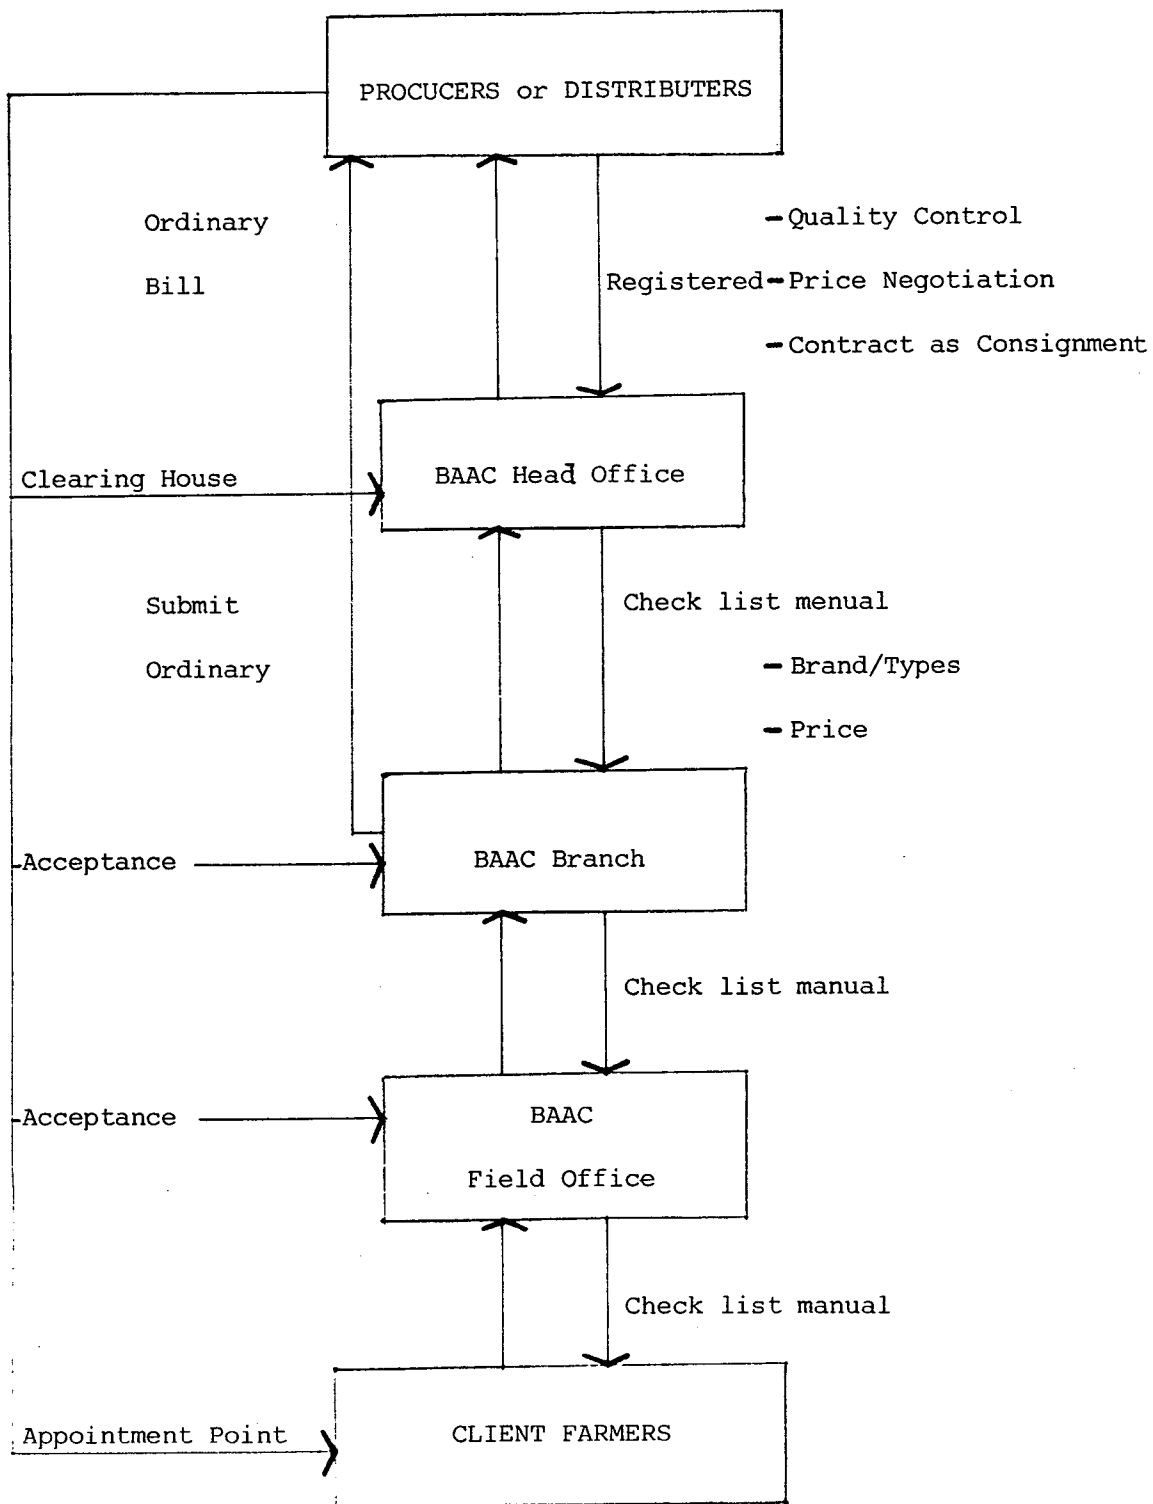 PROCUCERS or DISTRIBUTERS
Ordinary
Bill
-Quality Control
Registered-Price Negotiation
-Contract as Consignment
Clearing House
BAAC Head Office
Submit
Ordinary
Check list menual
- Brand/Types
- Price
Acceptance
BAAC Branch
Check list manual
Acceptance
BAAC
Field Office
Check list manual
Appointment Point
CLIENT FARMERS